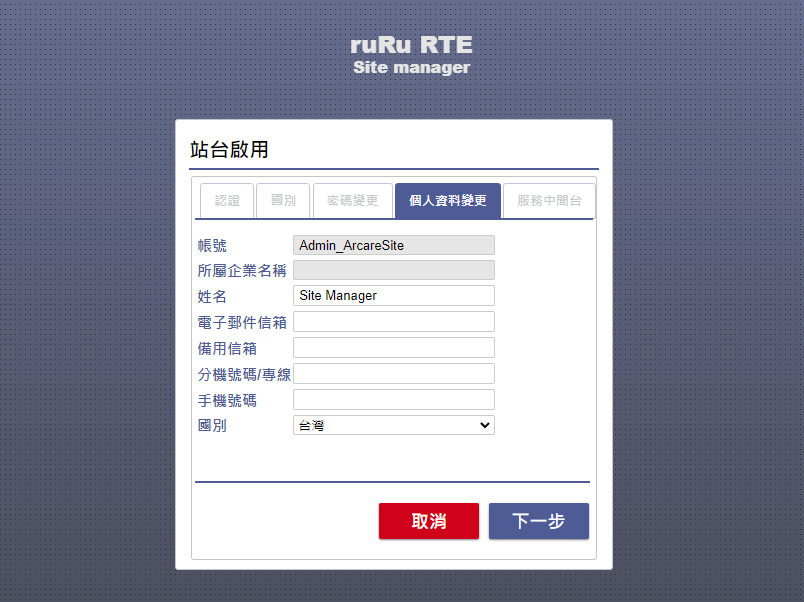 ruRu RTE
Site manager
站台啟用
認證 國別 密碼變更 個人資料變更 服務中間台
帳號 Admin_ArcareSite
所屬企業名稱
姓名 Site Manager
電子郵件信箱
備用信箱
分機號碼/專線
手機號碼
國別 台灣
取消 下一步